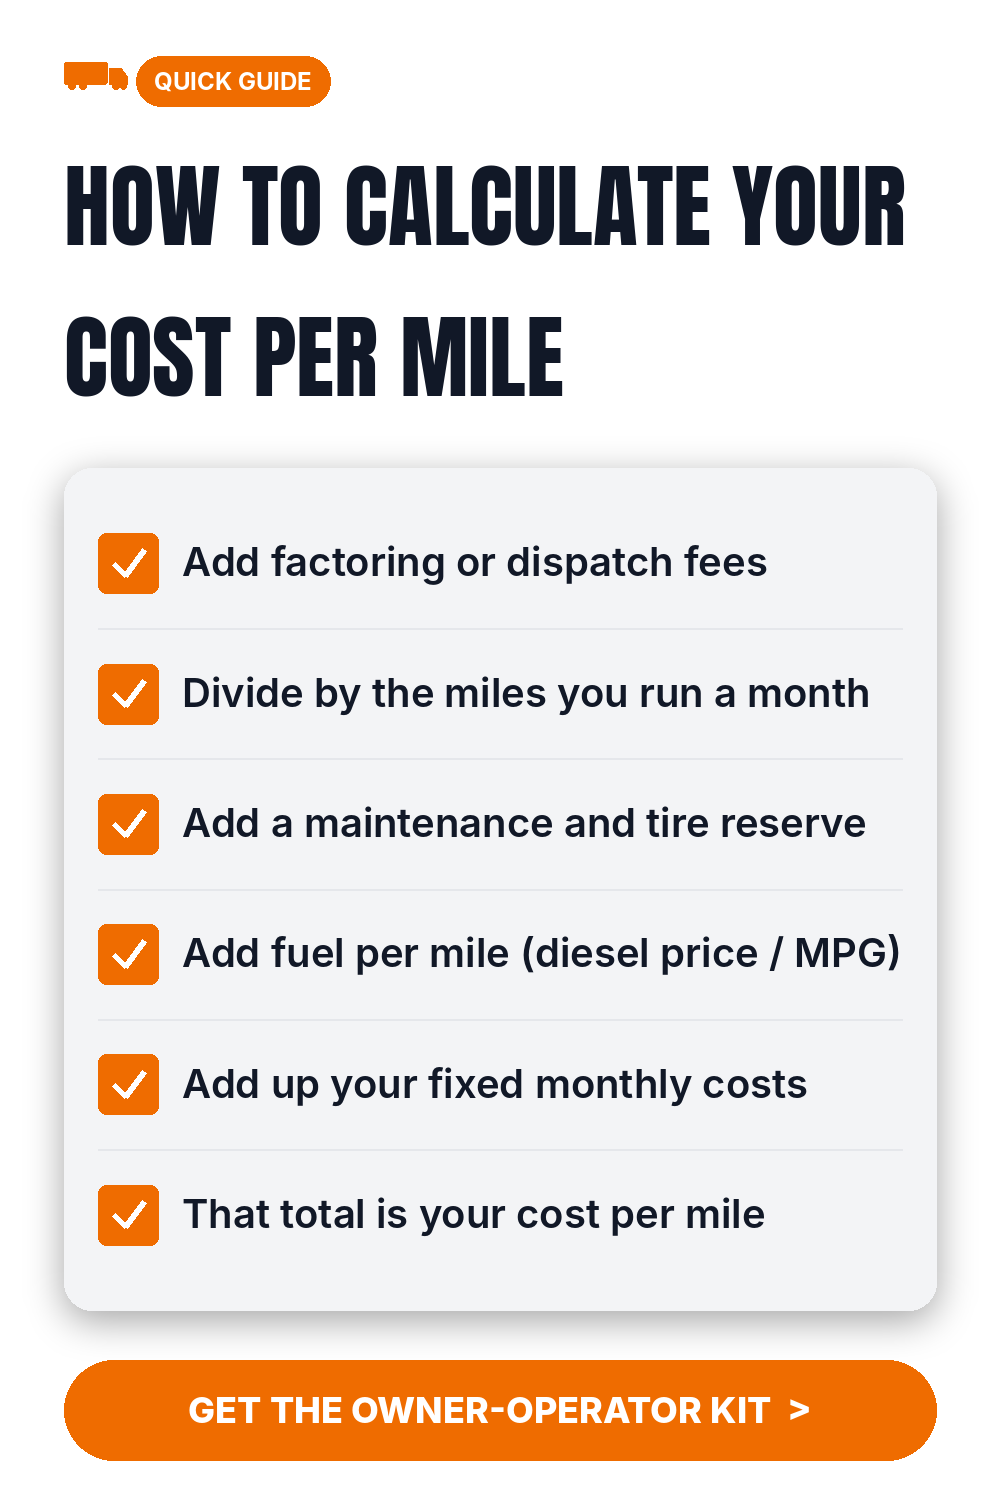 QUICK GUIDE
HOW TO CALCULATE YOUR
COST PER MILE
Add factoring or dispatch fees
Divide by the miles you run a month
Add a maintenance and tire reserve
Add fuel per mile (diesel price / MPG)
Add up your fixed monthly costs
That total is your cost per mile
GET THE OWNER-OPERATOR KIT >